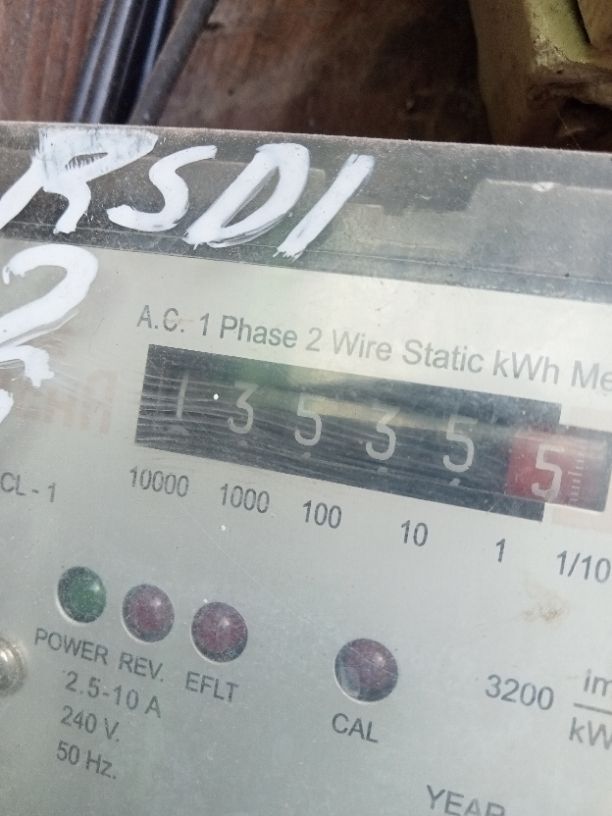 RSDI
2
A.C. 1 Phase 2 Wire Static kWh
1 3 5 3 5 5
CL - 1 10000 1000 100 10 1 1/10
POWER REV. EFLT CAL
2.5-10 A
240 V.
50 Hz.
3200
YEAR